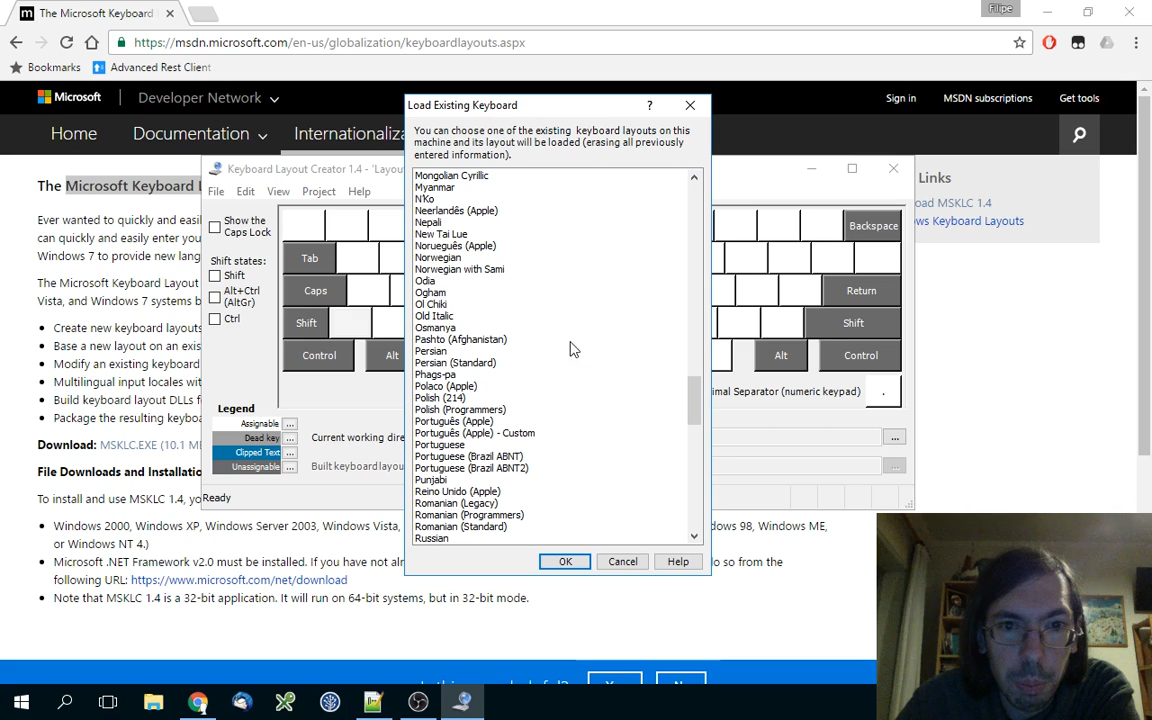 The Microsoft Keyboard
Filipe
https://msdn.microsoft.com/en-us/globalization/keyboardlayouts.aspx
Bookmarks
Advanced Rest Client
Microsoft
Developer Network
Sign in
MSDN subscriptions
Get tools
Home
Documentation
Internationaliza
The Microsoft Keyboard L
Ever wanted to quickly and easily
can quickly and easily enter you
Windows 7 to provide new lang
The Microsoft Keyboard Layout
Vista, and Windows 7 systems b
Create new keyboard layouts
Base a new layout on an exis
Modify an existing keyboard
Multilingual input locales wit
Build keyboard layout DLLs f
Package the resulting keybo
Download: MSKLC.EXE (10.1 M
File Downloads and Installatio
To install and use MSKLC 1.4, yo
Windows 2000, Windows XP, Windows Server 2003, Windows Vista,
ows 98, Windows ME,
or Windows NT 4.)
Microsoft .NET Framework v2.0 must be installed. If you have not al
do so from the
following URL: https://www.microsoft.com/net/download
Note that MSKLC 1.4 is a 32-bit application. It will run on 64-bit systems, but in 32-bit mode.
Links
oad MSKLC 1.4
ws Keyboard Layouts
Keyboard Layout Creator 1.4 - 'Layou
File
Edit
View
Project
Help
Show the
Caps Lock
Shift states:
Shift
Alt+Ctrl
(AltGr)
Ctrl
Backspace
Tab
Caps
Return
Shift
Shift
Control
Alt
Alt
Control
Legend
Assignable
...
Dead key
...
Clipped Text
...
Unassignable
...
imal Separator (numeric keypad)
.
Current working dire
...
Built keyboard layou
...
Ready
Load Existing Keyboard
?
You can choose one of the existing keyboard layouts on this
machine and its layout will be loaded (erasing all previously
entered information).
Mongolian Cyrillic
Myanmar
N'Ko
Neerlandês (Apple)
Nepali
New Tai Lue
Norueguês (Apple)
Norwegian
Norwegian with Sami
Odia
Ogham
Ol Chiki
Old Italic
Osmanya
Pashto (Afghanistan)
Persian
Persian (Standard)
Phags-pa
Polaco (Apple)
Polish (214)
Polish (Programmers)
Português (Apple)
Português (Apple) - Custom
Portuguese
Portuguese (Brazil ABNT)
Portuguese (Brazil ABNT2)
Punjabi
Reino Unido (Apple)
Romanian (Legacy)
Romanian (Programmers)
Romanian (Standard)
Russian
OK
Cancel
Help